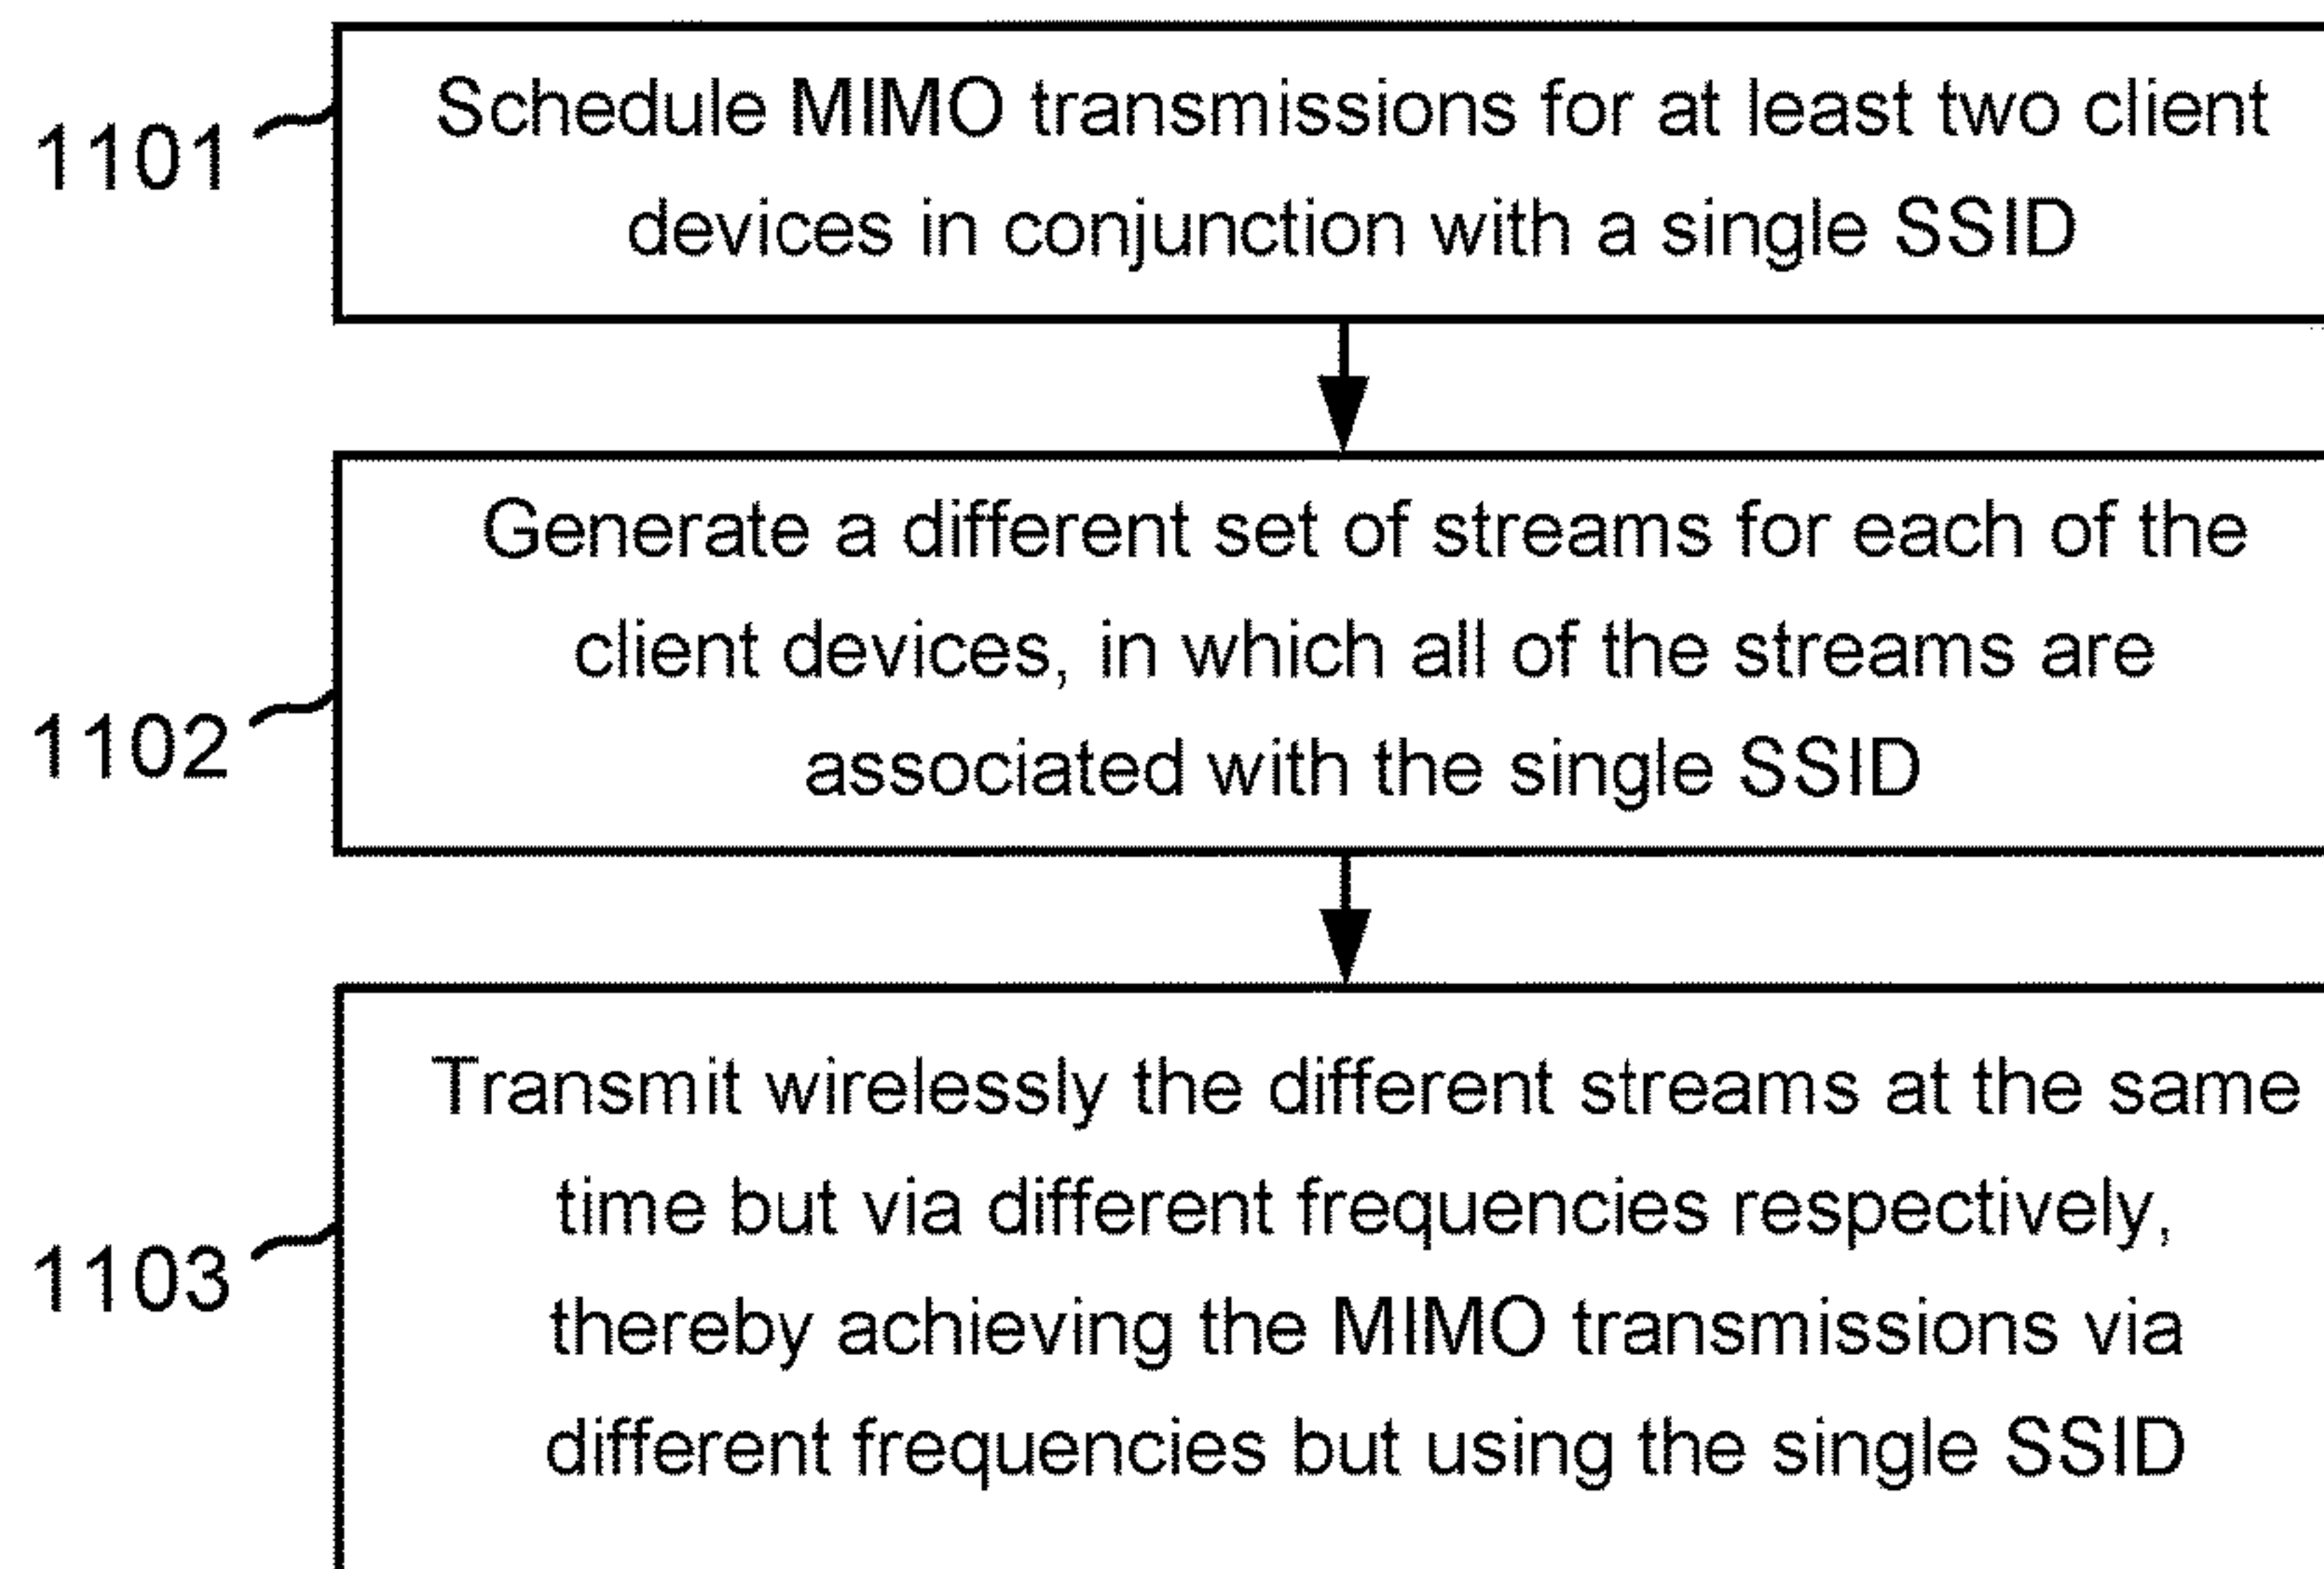 1101
Schedule MIMO transmissions for at least two client
devices in conjunction with a single SSID
1102
Generate a different set of streams for each of the
client devices, in which all of the streams are
associated with the single SSID
1103
Transmit wirelessly the different streams at the same
time but via different frequencies respectively,
thereby achieving the MIMO transmissions via
different frequencies but using the single SSID